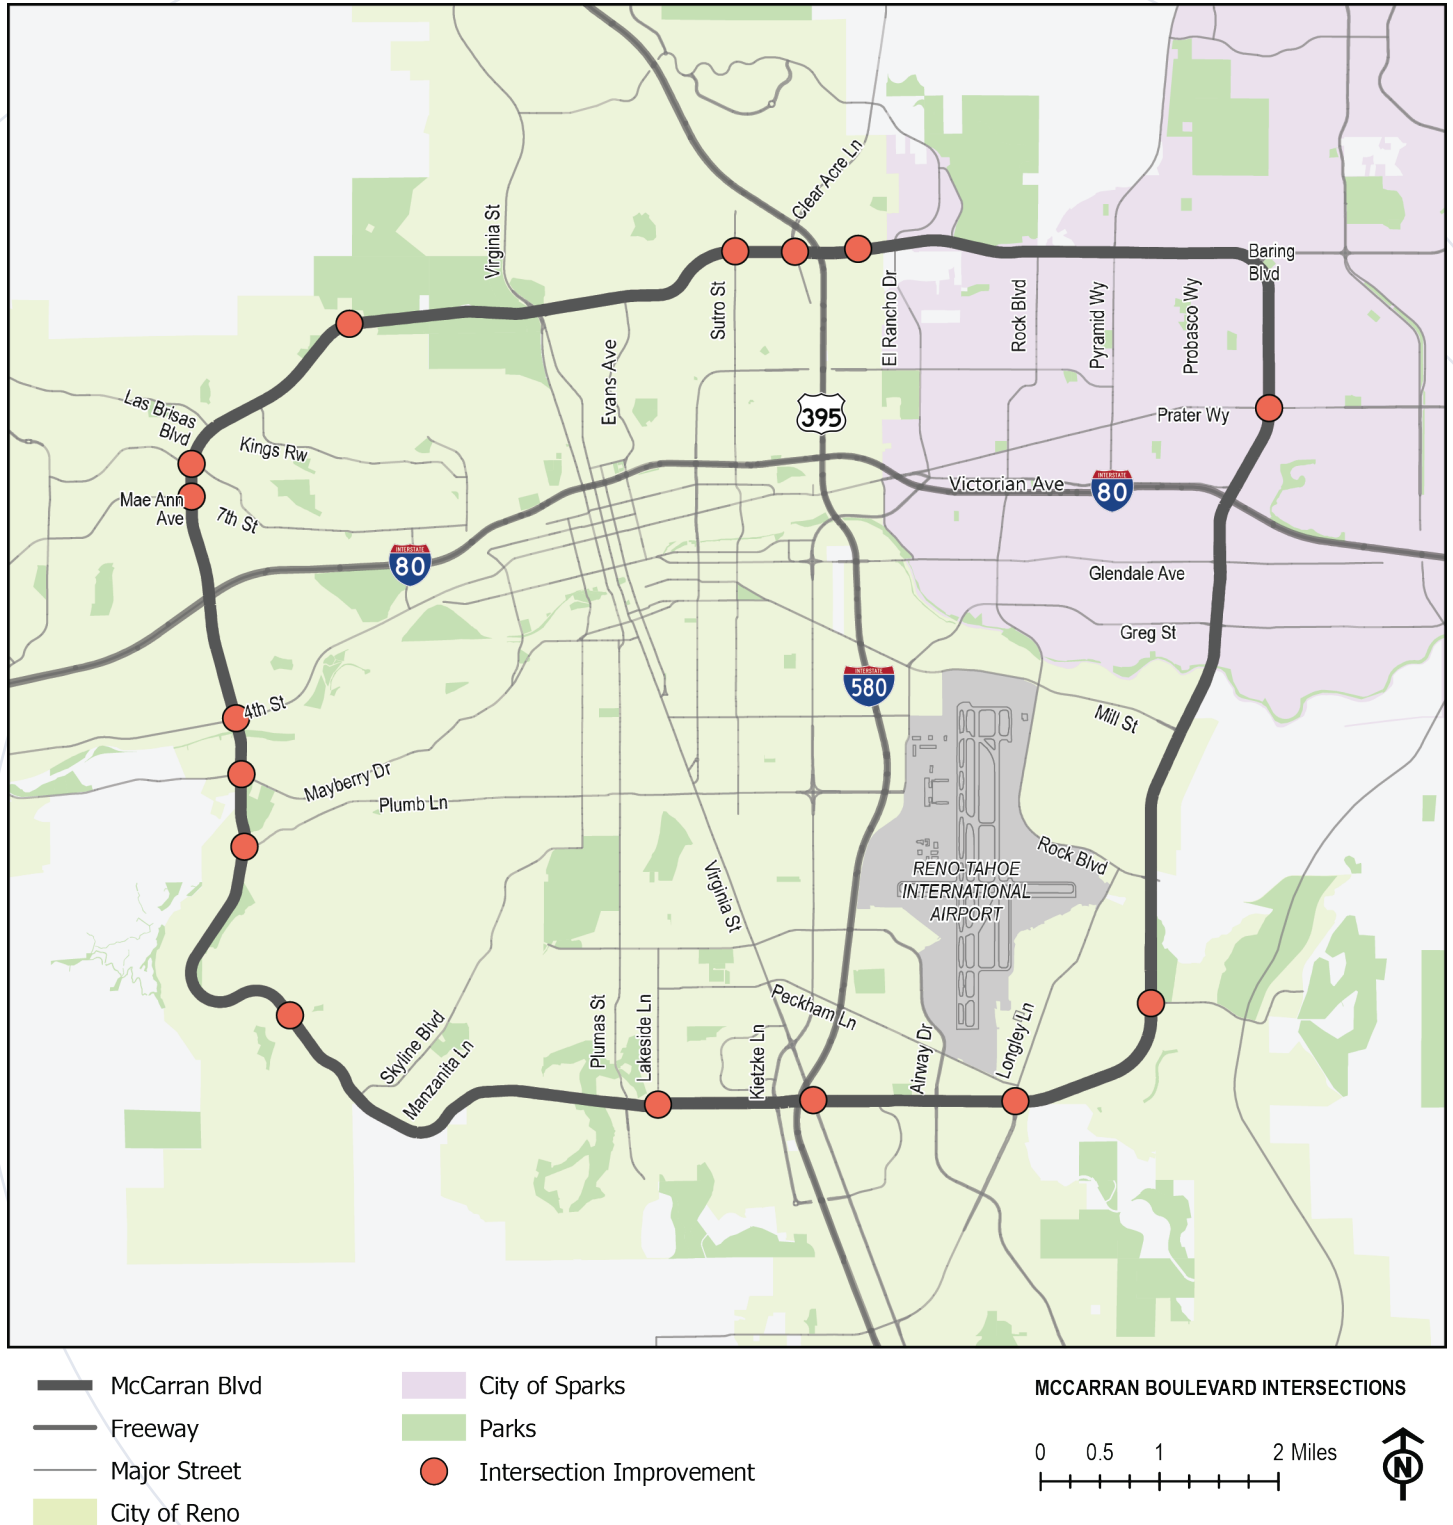 Clear Acre Ln
Virginia St
Baring
Blvd
Sutro St
El Rancho Dr
Rock Blvd
Pyramid Wy
Probasco Wy
Evans Ave
Las Brisas
Blvd
395
Prater Wy
Kings Rw
Mae Ann
Ave
7th St
Victorian Ave
INTERSTATE
80
INTERSTATE
80
Glendale Ave
Greg St
INTERSTATE
580
4th St
Mill St
Mayberry Dr
Plumb Ln
Rock Blvd
RENO-TAHOE
INTERNATIONAL
AIRPORT
Virginia St
Peckham Ln
Plumas St
Lakeside Ln
Kietzke Ln
Airway Dr
Longley Ln
Skyline Blvd
Manzanita Ln
McCarran Blvd
Freeway
Major Street
City of Reno
City of Sparks
Parks
Intersection Improvement
MCCARRAN BOULEVARD INTERSECTIONS
0 0.5 1 2 Miles
N